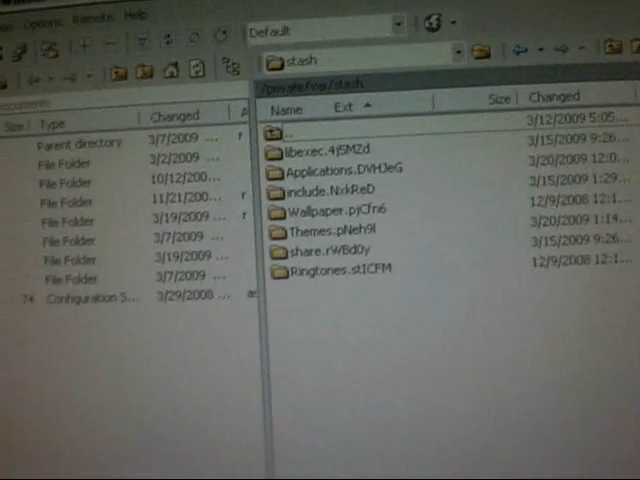 Options Remote Help
Default
stash
/private/var/stash
ocuments
Size Type Changed
Parent directory 3/7/2009 ... r
File Folder 3/2/2009 ...
File Folder 10/12/200...
File Folder 11/21/200... r
File Folder 3/19/2009 ... r
File Folder 3/7/2009 ...
File Folder 3/19/2009 ...
File Folder 3/7/2009 ...
74 Configuration S... 3/29/2008 ...
Name Ext Size Changed
.. 3/12/2009 5:05...
libexec.4j5MZd 3/15/2009 9:26...
Applications.DVHJeG 3/20/2009 12:0...
include.NxkReD 3/15/2009 1:29...
Wallpaper.pjCfn6 12/9/2008 12:1...
Themes.pNeh9l 3/20/2009 1:14...
share.rWBd0y 3/15/2009 9:26...
Ringtones.stICFM 12/9/2008 12:1...